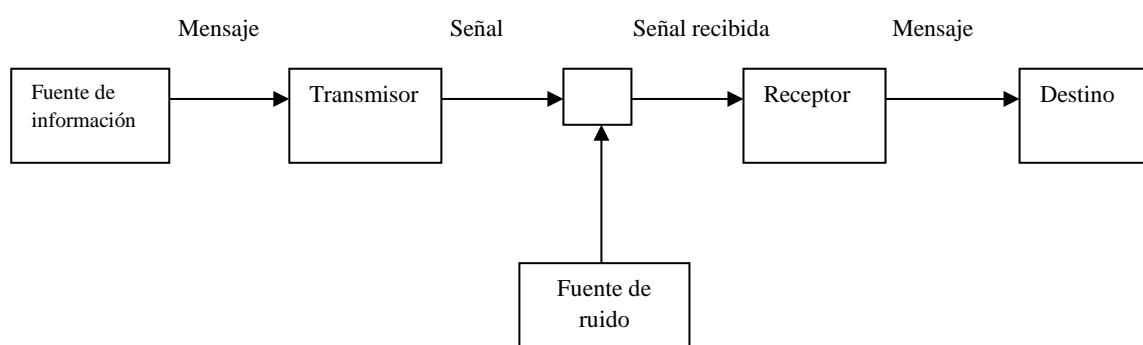 Mensaje
Señal
Señal recibida
Mensaje
Fuente de
información
Transmisor
Receptor
Destino
Fuente de
ruido